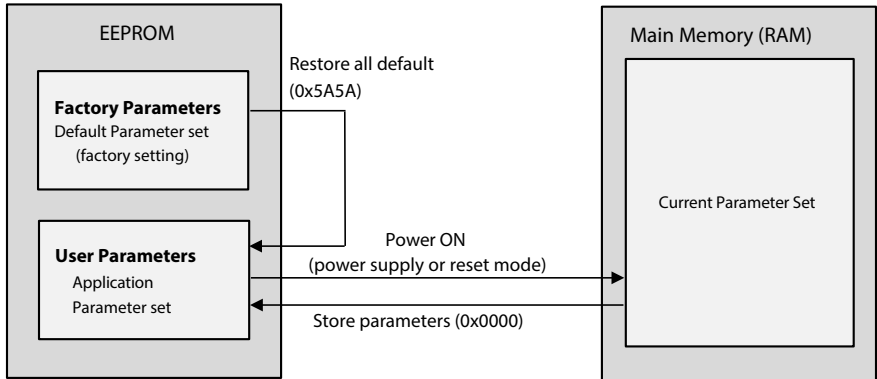 EEPROM
Factory Parameters
Default Parameter set
(factory setting)
User Parameters
Application
Parameter set
Restore all default
(0x5A5A)
Power ON
(power supply or reset mode)
Store parameters (0x0000)
Main Memory (RAM)
Current Parameter Set